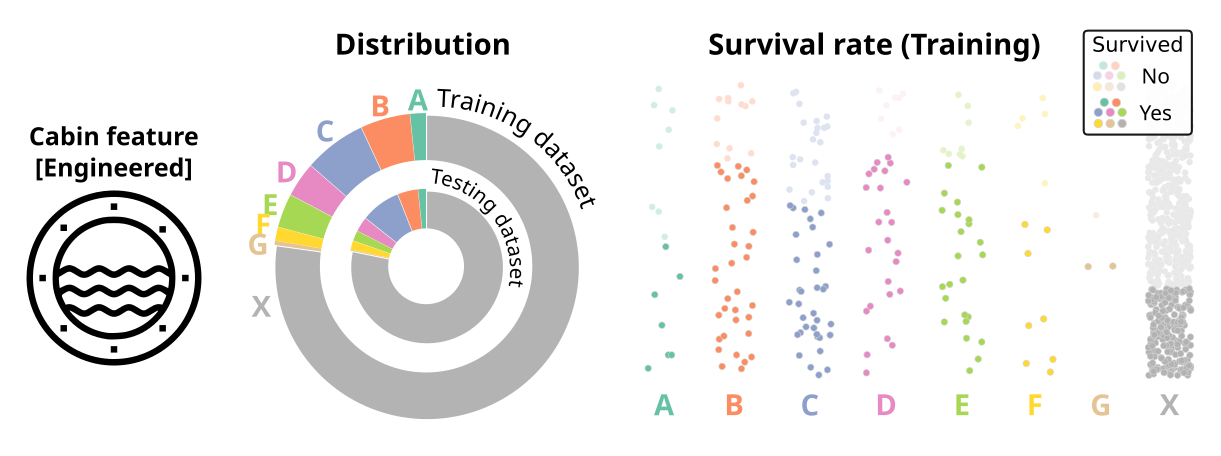 Distribution
Survival rate (Training)
Survived
No
Yes
Cabin feature
[Engineered]
A
B
C
D
E
F
G
X
Training dataset
Testing dataset
A
B
C
D
E
F
G
X